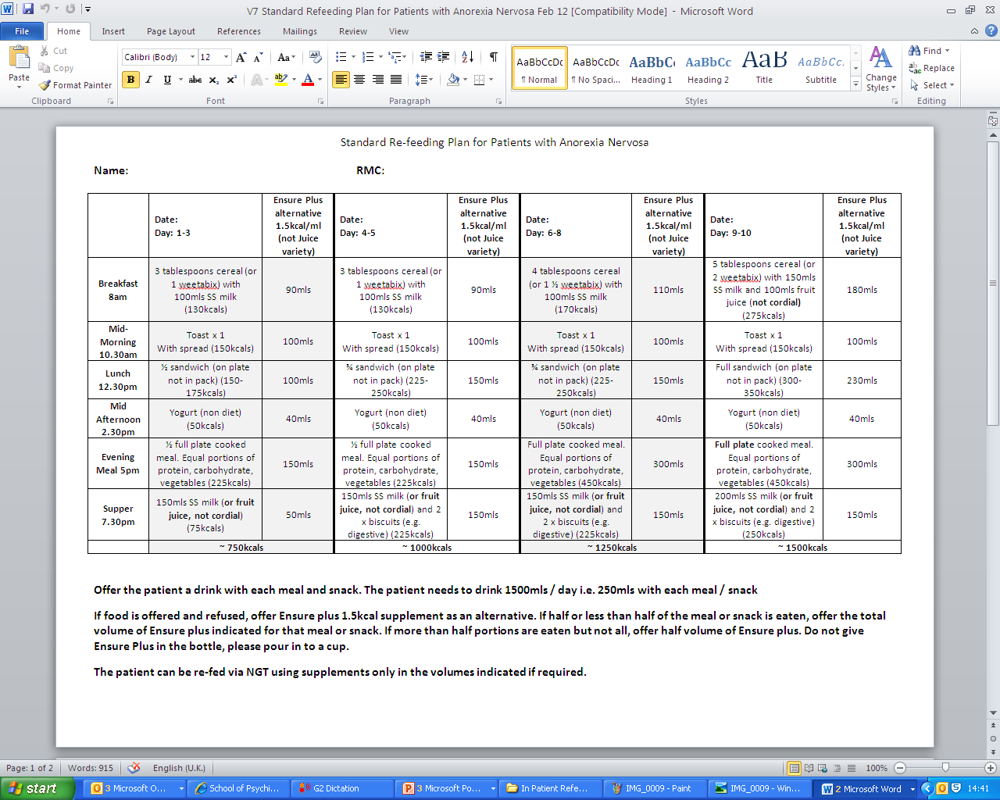 V7 Standard Refeeding Plan for Patients with Anorexia Nervosa Feb 12 [Compatibility Mode] - Microsoft Word
File Home Insert Page Layout References Mailings Review View
Paste
Cut
Copy
Format Painter
Clipboard
Calibri (Body) 12
Font
Paragraph
AaBbCcDc AaBbCcDc AaBbC AaBbCc AaB AaBbCc.
¶ Normal ¶ No Spaci... Heading 1 Heading 2 Title Subtitle
Change
Styles
Styles
Find
Replace
Select
Editing
Standard Re-feeding Plan for Patients with Anorexia Nervosa
Name: RMC:
Date:
Day: 1-3
Ensure Plus
alternative
1.5kcal/ml
(not Juice
variety)
Date:
Day: 4-5
Ensure Plus
alternative
1.5kcal/ml
(not Juice
variety)
Date:
Day: 6-8
Ensure Plus
alternative
1.5kcal/ml
(not Juice
variety)
Date:
Day: 9-10
Ensure Plus
alternative
1.5kcal/ml
(not Juice
variety)
Breakfast
8am
3 tablespoons cereal (or
1 weetabix) with
100mls SS milk
(130kcals)
90mls
3 tablespoons cereal (or
1 weetabix) with
100mls SS milk
(130kcals)
90mls
4 tablespoons cereal
(or 1 ½ weetabix) with
100mls SS milk
(170kcals)
110mls
5 tablespoons cereal (or
2 weetabix) with 150mls
SS milk and 100mls fruit
juice (not cordial)
(275kcals)
180mls
Mid-
Morning
10.30am
Toast x 1
With spread (150kcals)
100mls
Toast x 1
With spread (150kcals)
100mls
Toast x 1
With spread (150kcals)
100mls
Toast x 1
With spread (150kcals)
100mls
Lunch
12.30pm
½ sandwich (on plate
not in pack) (150-
175kcals)
100mls
¾ sandwich (on plate
not in pack) (225-
250kcals)
150mls
¾ sandwich (on plate
not in pack) (225-
250kcals)
150mls
Full sandwich (on plate
not in pack) (300-
350kcals)
230mls
Mid
Afternoon
2.30pm
Yogurt (non diet)
(50kcals)
40mls
Yogurt (non diet)
(50kcals)
40mls
Yogurt (non diet)
(50kcals)
40mls
Yogurt (non diet)
(50kcals)
40mls
Evening
Meal 5pm
½ full plate cooked
meal. Equal portions of
protein, carbohydrate,
vegetables (225kcals)
150mls
½ full plate cooked
meal. Equal portions of
protein, carbohydrate,
vegetables (225kcals)
150mls
Full plate cooked meal.
Equal portions of
protein, carbohydrate,
vegetables (450kcals)
300mls
Full plate cooked meal.
Equal portions of
protein, carbohydrate,
vegetables (450kcals)
300mls
Supper
7.30pm
150mls SS milk (or fruit
juice, not cordial)
(75kcals)
50mls
150mls SS milk (or fruit
juice, not cordial) and 2
x biscuits (e.g.
digestive) (225kcals)
150mls
150mls SS milk (or fruit
juice, not cordial) and
2 x biscuits (e.g.
digestive) (225kcals)
150mls
200mls SS milk (or fruit
juice, not cordial) and 2
x biscuits (e.g. digestive)
(250kcals)
150mls
~ 750kcals ~ 1000kcals ~ 1250kcals ~ 1500kcals
Offer the patient a drink with each meal and snack. The patient needs to drink 1500mls / day i.e. 250mls with each meal / snack
If food is offered and refused, offer Ensure plus 1.5kcal supplement as an alternative. If half or less than half of the meal or snack is eaten, offer the total
volume of Ensure plus indicated for that meal or snack. If more than half portions are eaten but not all, offer half volume of Ensure plus. Do not give
Ensure Plus in the bottle, please pour in to a cup.
The patient can be re-fed via NGT using supplements only in the volumes indicated if required.
Page: 1 of 2 Words: 915 English (U.K.) 100%
start 3 Microsoft O... School of Psychi... G2 Dictation 3 Microsoft Po... In Patient Refe... IMG_0009 - Paint IMG_0009 - Win... 2 Microsoft Word 14:41